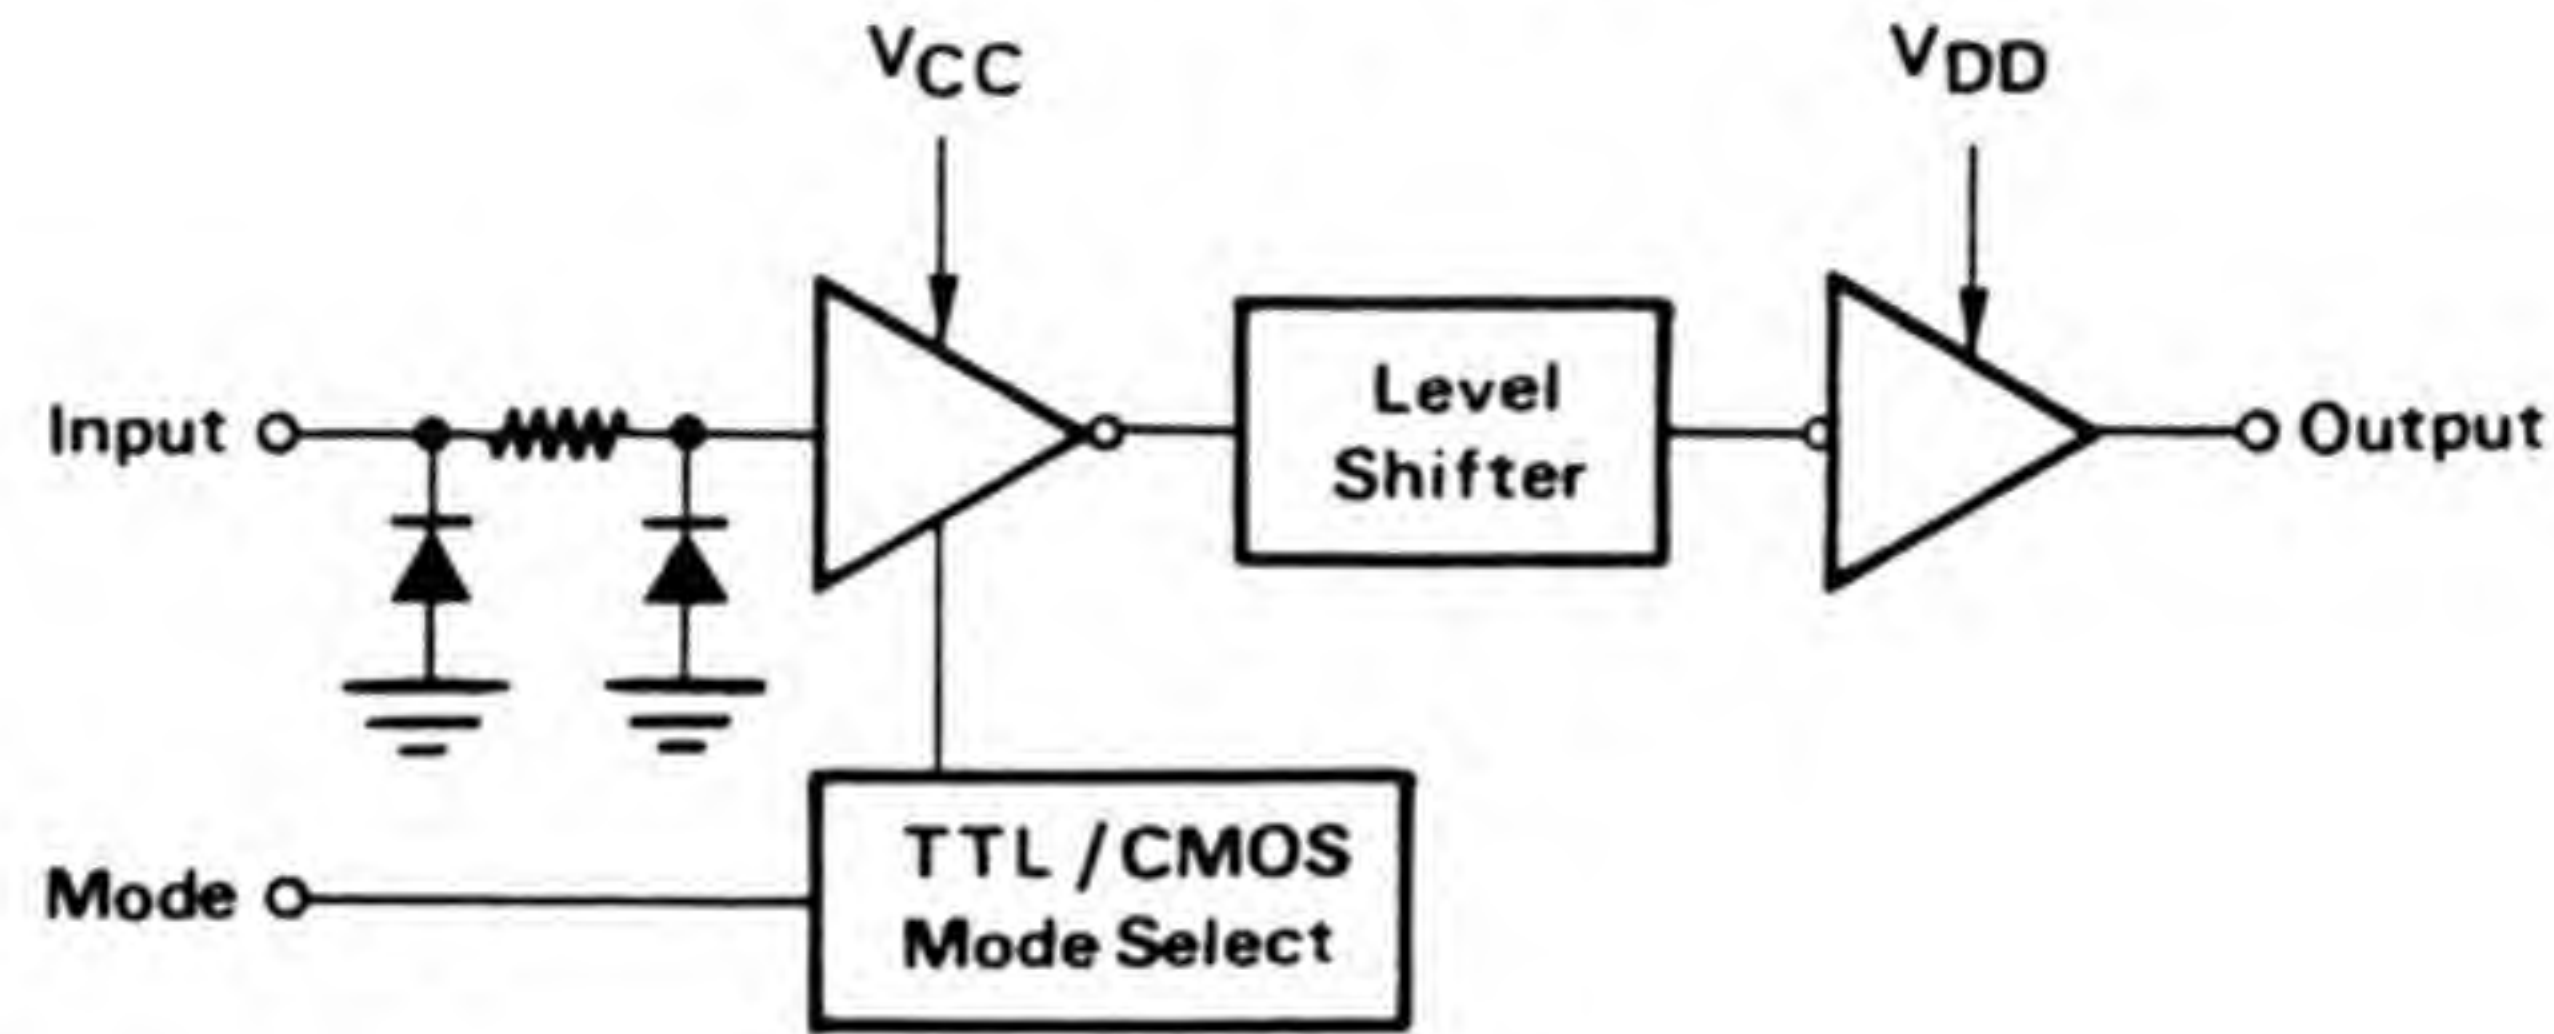 VCC
VDD
Input
Level
Shifter
Output
Mode
TTL/CMOS
Mode Select